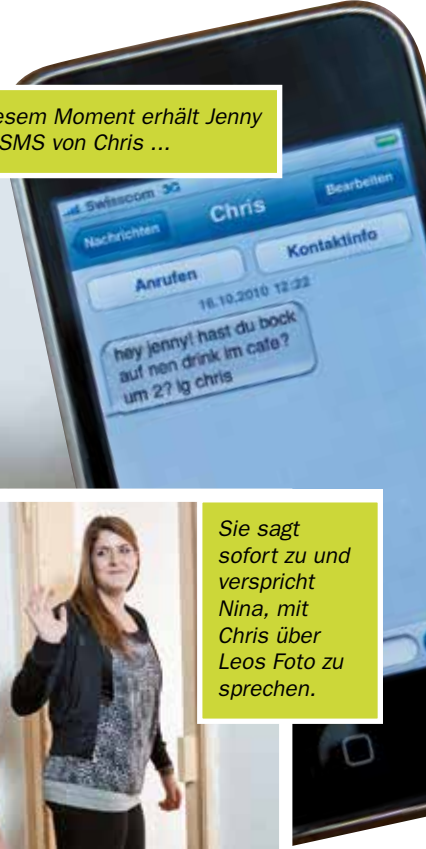 esem Moment erhält Jenny
SMS von Chris ...
Swisscom 3G
Nachrichten
Chris
Bearbeiten
Anrufen
Kontaktinfo
16.10.2010 12:22
hey jenny! hast du bock
auf nen drink im cafe?
um 2? lg chris
Sie sagt
sofort zu und
verspricht
Nina, mit
Chris über
Leos Foto zu
sprechen.